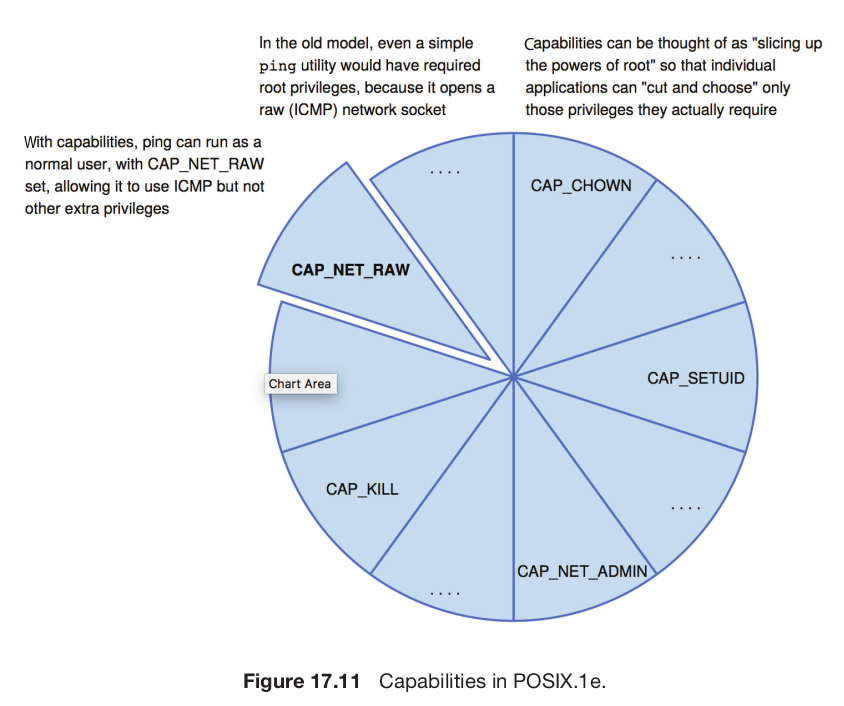 In the old model, even a simple
ping utility would have required
root privileges, because it opens a
raw (ICMP) network socket
Capabilities can be thought of as "slicing up
the powers of root" so that individual
applications can "cut and choose" only
those privileges they actually require
With capabilities, ping can run as a
normal user, with CAP_NET_RAW
set, allowing it to use ICMP but not
other extra privileges
....
CAP_CHOWN
....
CAP_NET_RAW
CAP_SETUID
Chart Area
CAP_KILL
....
CAP_NET_ADMIN
....
Figure 17.11 Capabilities in POSIX.1e.